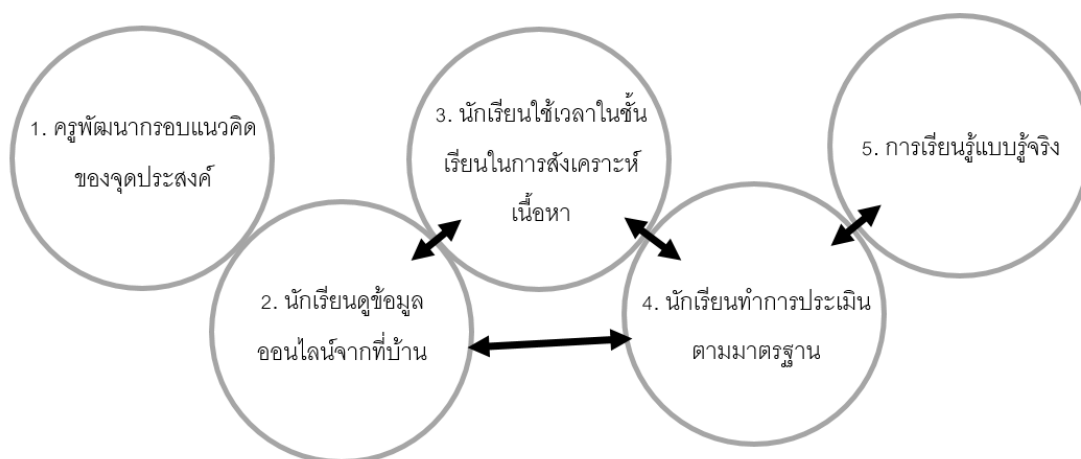 1. ครูพัฒนากรอบแนวคิด
ของจุดประสงค์
2. นักเรียนดูข้อมูล
ออนไลน์จากที่บ้าน
3. นักเรียนใช้เวลาในชั้น
เรียนในการสังเคราะห์
เนื้อหา
4. นักเรียนทำการประเมิน
ตามมาตรฐาน
5. การเรียนรู้แบบรู้จริง